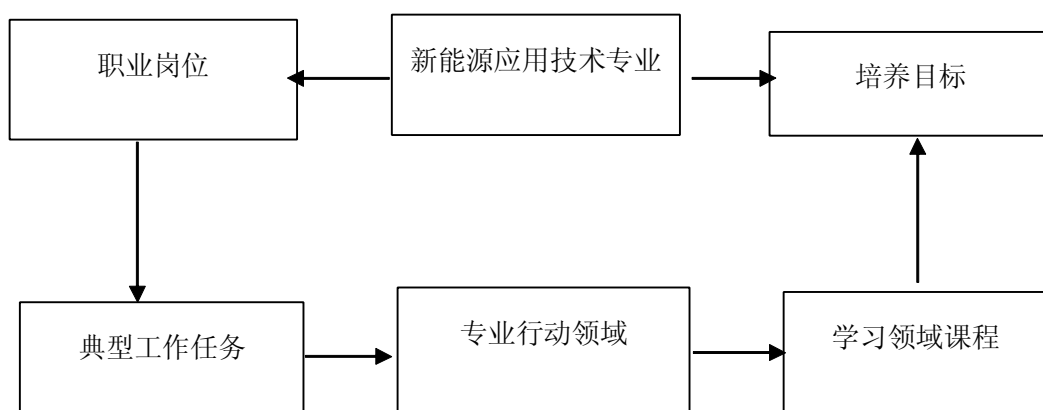 职业岗位
新能源应用技术专业
培养目标
典型工作任务
专业行动领域
学习领域课程